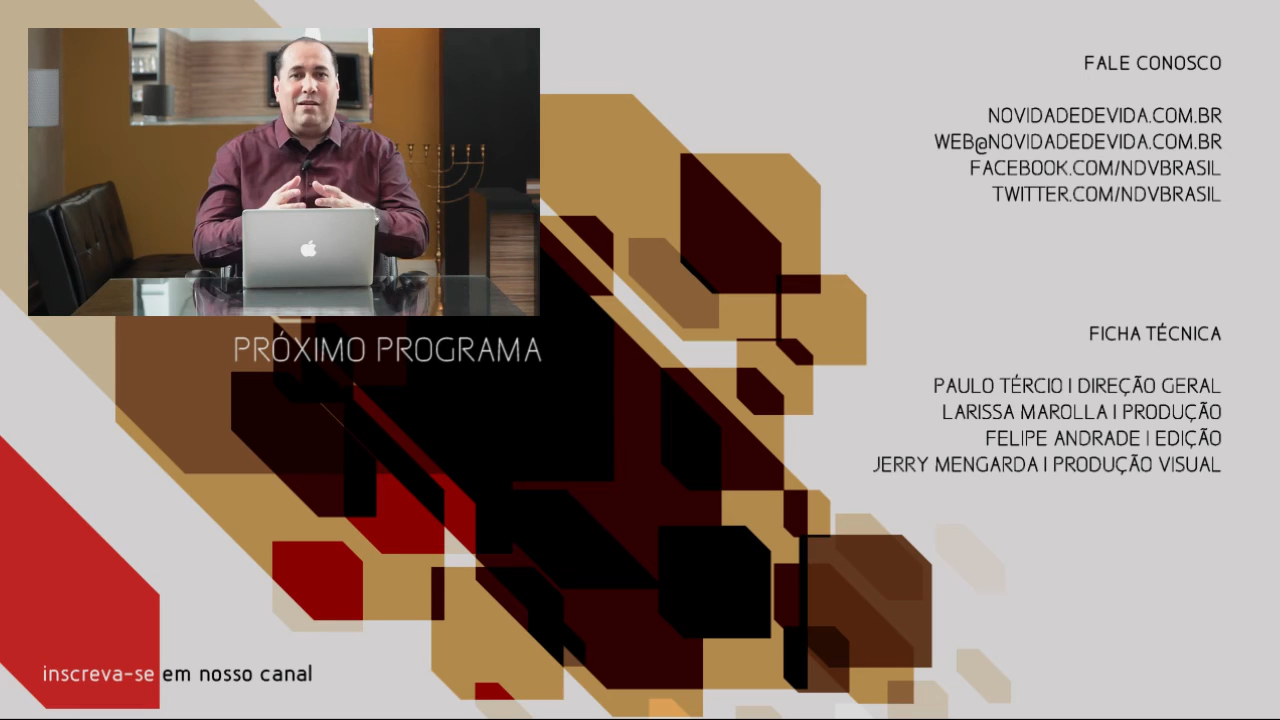 FALE CONOSCO
NOVIDADEDEVIDA.COM.BR
WEB@NOVIDADEDEVIDA.COM.BR
FACEBOOK.COM/NDVBRASIL
TWITTER.COM/NDVBRASIL
PRÓXIMO PROGRAMA
FICHA TÉCNICA
PAULO TÉRCIO | DIREÇÃO GERAL
LARISSA MAROLLA | PRODUÇÃO
FELIPE ANDRADE | EDIÇÃO
JERRY MENGARDA | PRODUÇÃO VISUAL
inscreva-se em nosso canal